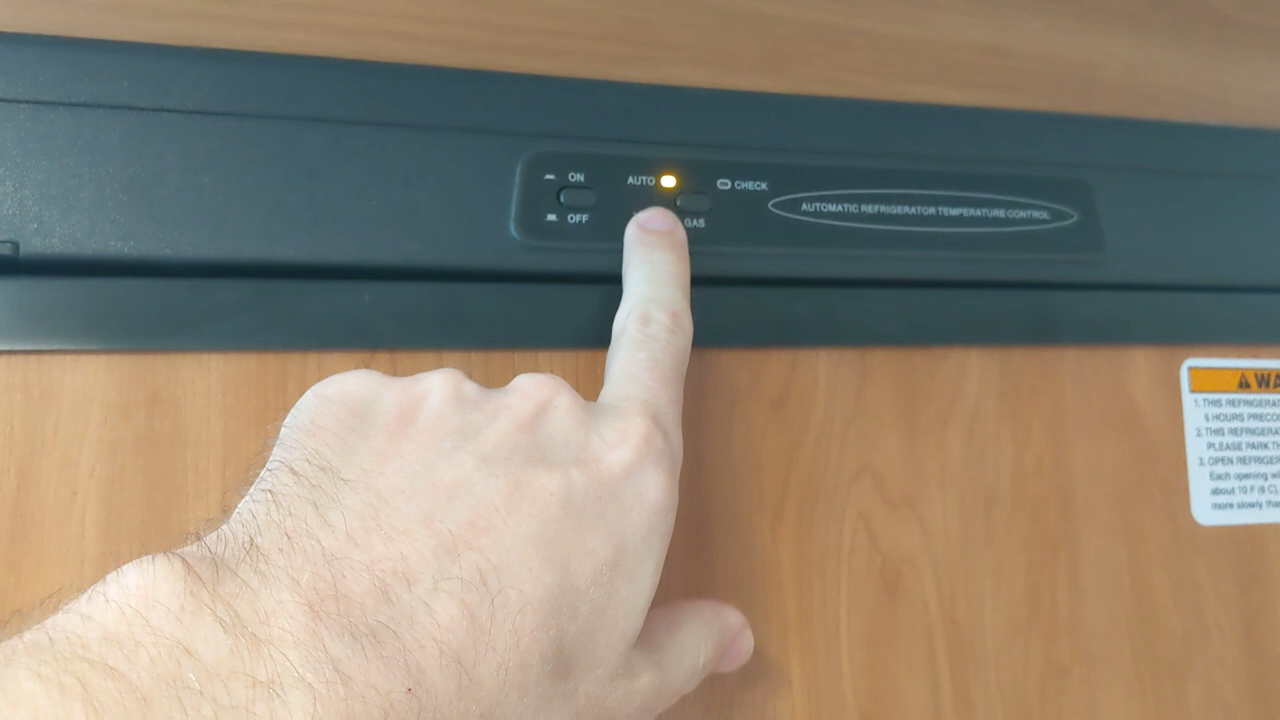 ON
OFF
AUTO
GAS
CHECK
AUTOMATIC REFRIGERATOR TEMPERATURE CONTROL
WA
1. THIS REFRIGERAT
6 HOURS PRECO
2. THIS REFRIGERA
PLEASE PARK TH
3. OPEN REFRIGER
Each opening wi
about 10 F (6 C).
more slowly tha